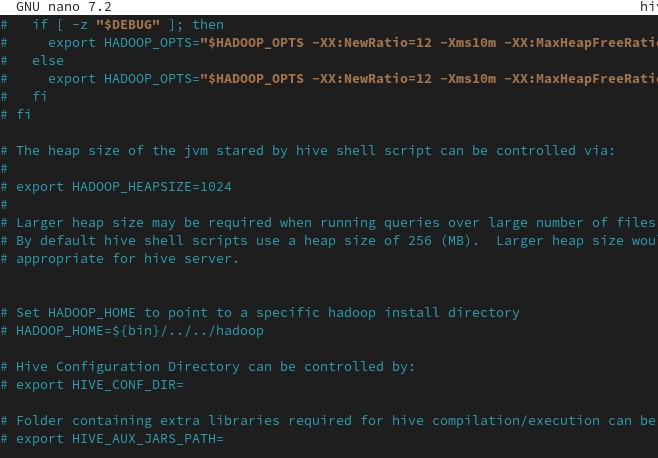 GNU nano 7.2 hiv
#   if [ -z "$DEBUG" ]; then
#     export HADOOP_OPTS="$HADOOP_OPTS -XX:NewRatio=12 -Xms10m -XX:MaxHeapFreeRatio
#   else
#     export HADOOP_OPTS="$HADOOP_OPTS -XX:NewRatio=12 -Xms10m -XX:MaxHeapFreeRatio
#   fi
# fi
# The heap size of the jvm stared by hive shell script can be controlled via:
#
# export HADOOP_HEAPSIZE=1024
#
# Larger heap size may be required when running queries over large number of files
# By default hive shell scripts use a heap size of 256 (MB).  Larger heap size woul
# appropriate for hive server.
# Set HADOOP_HOME to point to a specific hadoop install directory
# HADOOP_HOME=${bin}/../../hadoop
# Hive Configuration Directory can be controlled by:
# export HIVE_CONF_DIR=
# Folder containing extra libraries required for hive compilation/execution can be
# export HIVE_AUX_JARS_PATH=